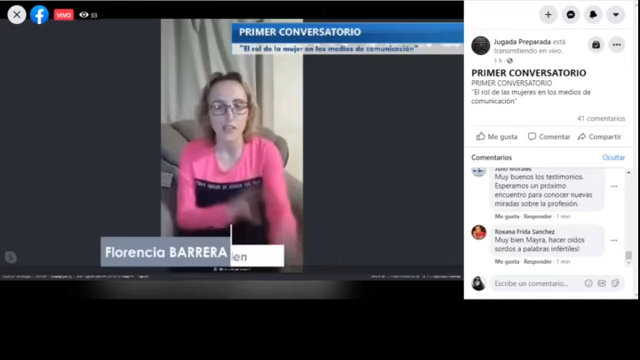 VIVO
33
PRIMER CONVERSATORIO
"El rol de la mujer en los medios de comunicación"
Florencia BARRERA
Jugada Preparada está
transmitiendo en vivo.
1 h
PRIMER CONVERSATORIO
PRIMER CONVERSATORIO
"El rol de las mujeres en los medios de
comunicación"
41 comentarios
Me gusta
Comentar
Compartir
Comentarios
Ocultar
Julio Morales
Muy buenos los testimonios.
Esperamos un próximo
encuentro para conocer nuevas
miradas sobre la profesión.
Me gusta · Responder · 1 min
Roxana Frida Sanchez
Muy bien Mayra, hacer oídos
sordos a palabras infértiles!
Me gusta · Responder · 1 min
Escribe un comentario...